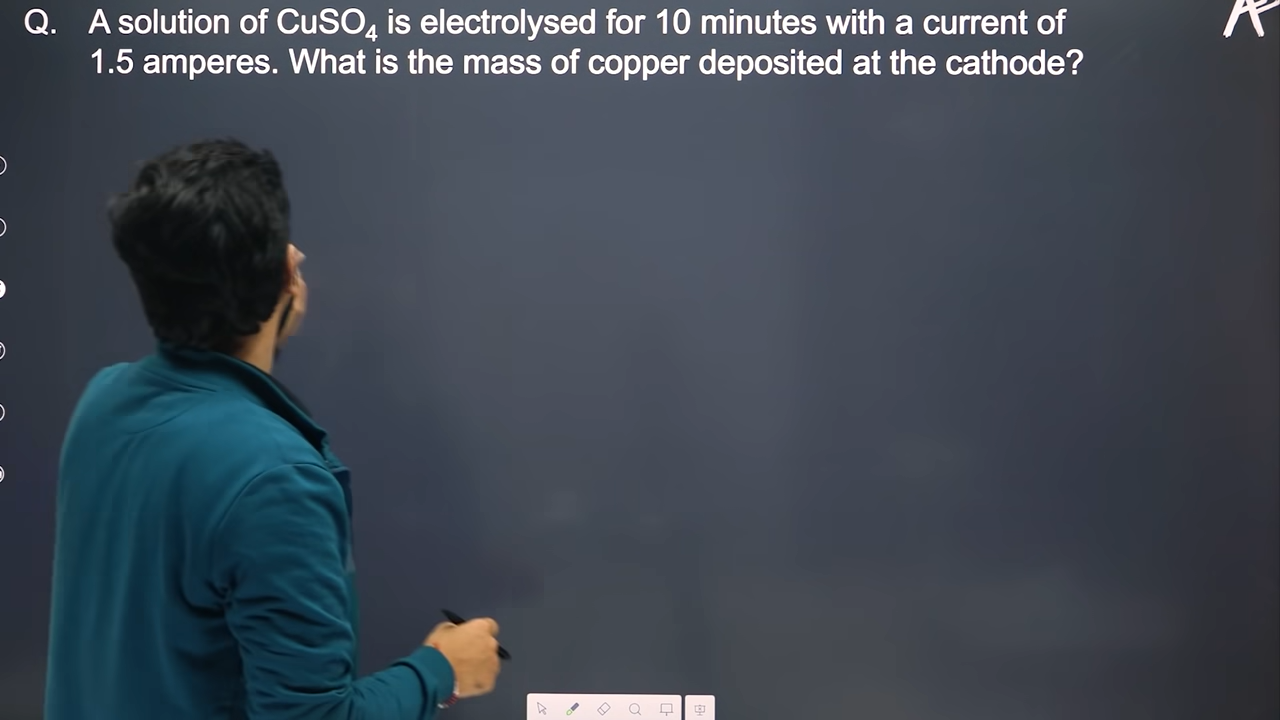 Q. A solution of CuSO₄ is electrolysed for 10 minutes with a current of
1.5 amperes. What is the mass of copper deposited at the cathode?